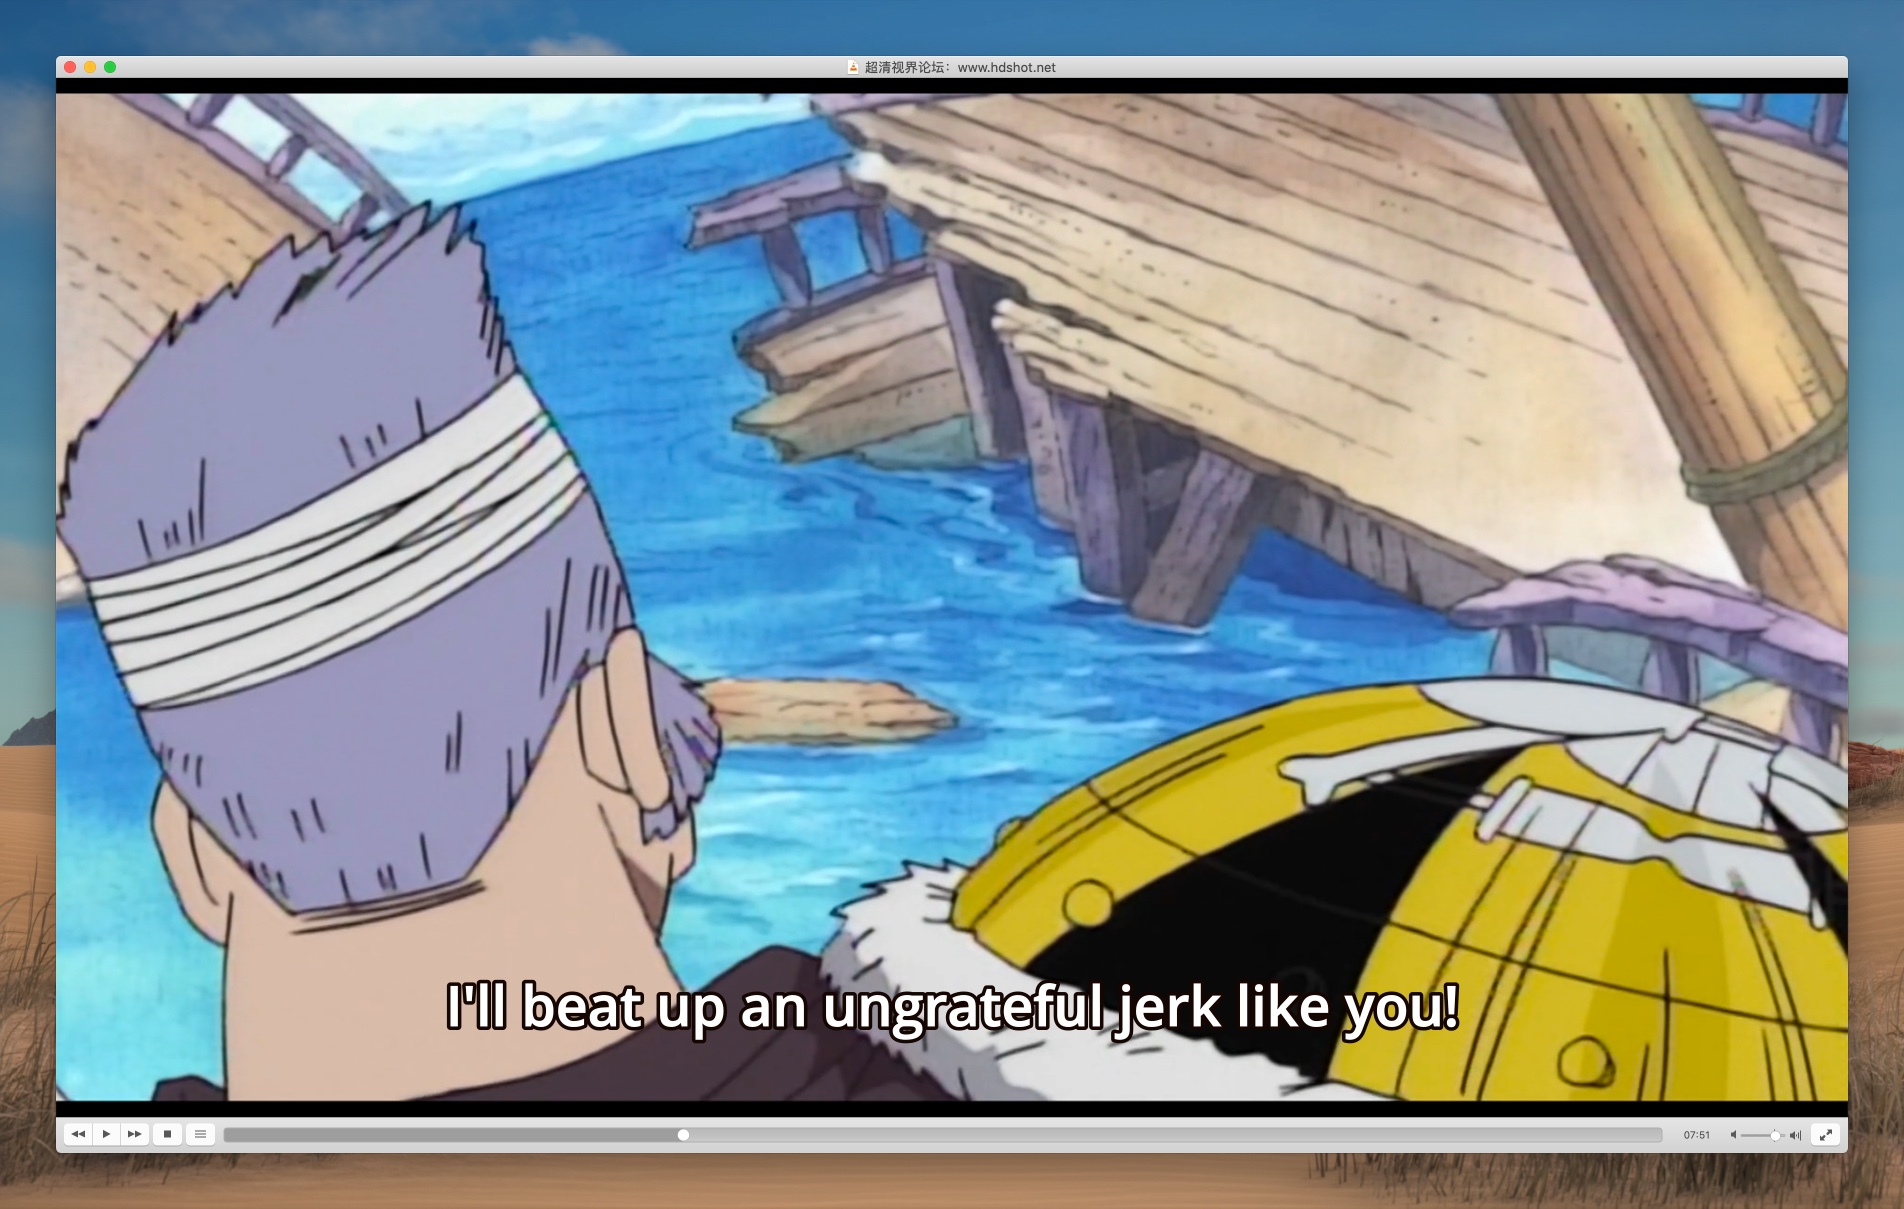 超清视界论坛：www.hdshot.net
I'll beat up an ungrateful jerk like you!
07:51